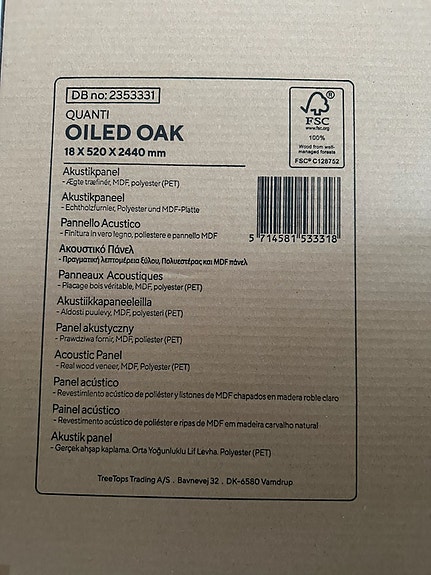 DB no: 2353331
QUANTI
OILED OAK
18 X 520 X 2440 mm
FSC
www.fsc.org
100%
Wood from well-
managed forests
FSC® C128752
Akustikpanel
- Ægte træfinér, MDF, polyester (PET)
Akustikpaneel
- Echtholzfurnier, Polyester und MDF-Platte
Pannello Acustico
- Finitura in vero legno, poliestere e pannello MDF
5 714581 533318
Ακουστικό Πάνελ
- Πραγματική λεπτομέρεια ξύλου, Πολυεστέρας και MDF πάνελ
Panneaux Acoustiques
- Placage bois véritable, MDF, polyester (PET)
Akustiikkapaneeleilla
- Aldosti puulevy, MDF, polyesteri (PET)
Panel akustyczny
- Prawdziwa fornir, MDF, poliester (PET)
Acoustic Panel
- Real wood veneer, MDF, Polyester (PET)
Panel acústico
- Revestimiento acústico de poliéster y listones de MDF chapados en madera roble claro
Painel acústico
- Revestimento acústico de poliéster e ripas de MDF em madeira carvalho natural
Akustik panel
- Gerçek ahşap kaplama. Orta Yoğunluklu Lif Levha. Polyester (PET)
TreeTops Trading A/S . Bavnevej 32 . DK-6580 Vamdrup